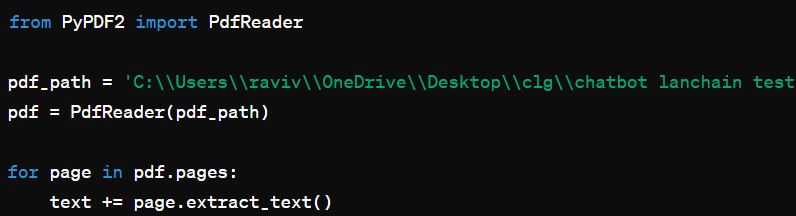 from PyPDF2 import PdfReader
pdf_path = 'C:\\Users\\raviv\\OneDrive\\Desktop\\clg\\chatbot lanchain test
pdf = PdfReader(pdf_path)
for page in pdf.pages:
    text += page.extract_text()